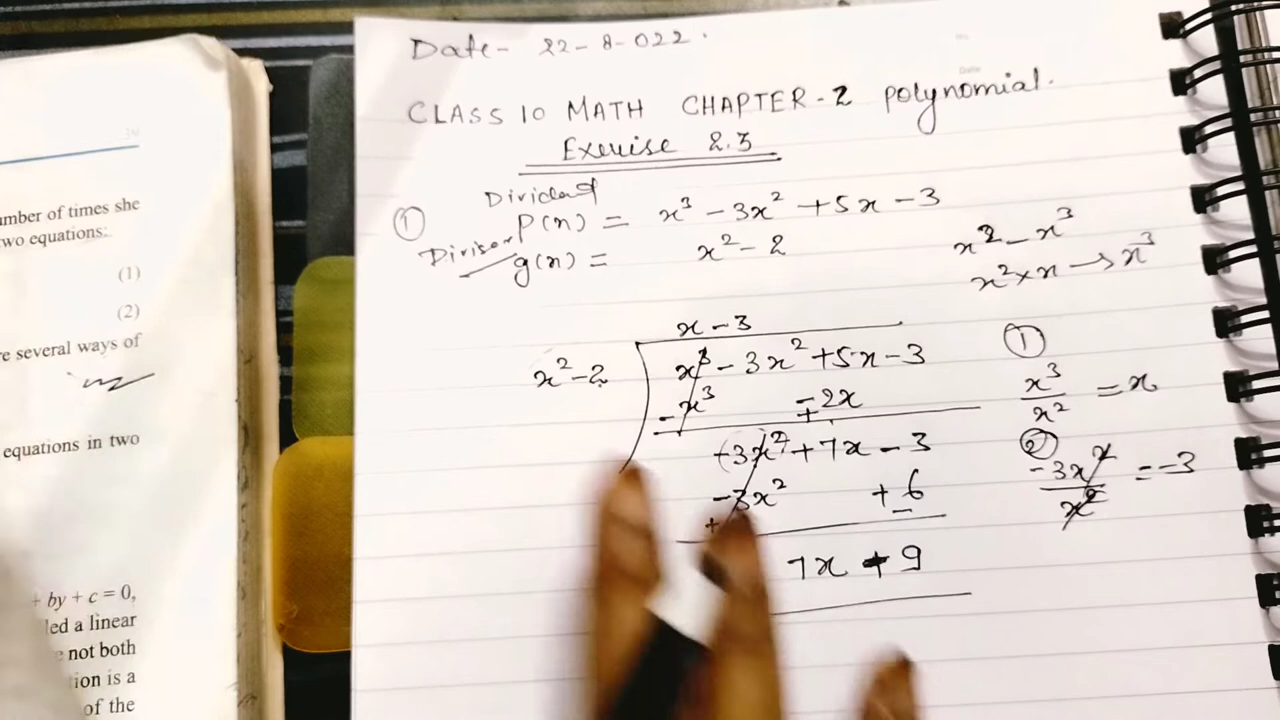 umber of times she
wo equations:
(1)
(2)
e several ways of
equations in two
+ by + c = 0,
led a linear
not both
ion is a
of the
Date- 22-8-022.
CLASS 10 MATH CHAPTER-2 polynomial.
Exercise 2.3
Dividend
① P(x) = x³ - 3x² + 5x - 3
Divisor g(x) = x² - 2
x² - x³
x² × x → x³
x - 3
x² - 2 x³ - 3x² + 5x - 3
- x³ - 2x
+
- 3x² + 7x - 3
- 3x² + 6
+ -
7x - 9
①
x³/x² = x
②
-3x²/x² = -3